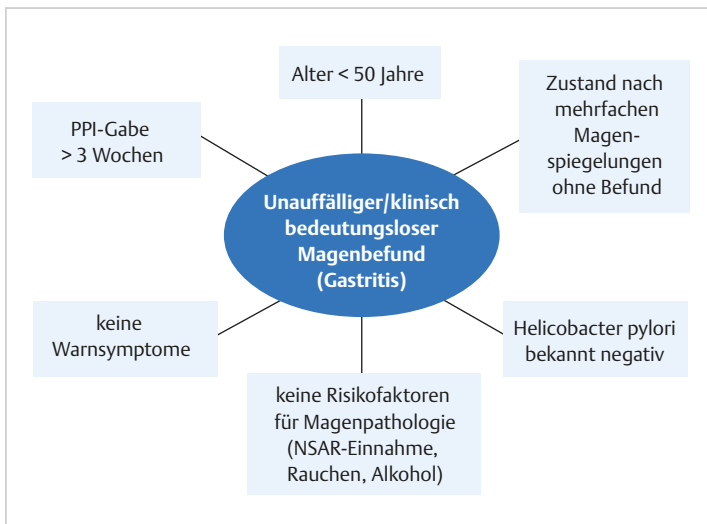 Alter < 50 Jahre
Zustand nach
mehrfachen
Magen-
spiegelungen
ohne Befund
PPI-Gabe
> 3 Wochen
Unauffälliger/klinisch
bedeutungsloser
Magenbefund
(Gastritis)
keine
Warnsymptome
Helicobacter pylori
bekannt negativ
keine Risikofaktoren
für Magenpathologie
(NSAR-Einnahme,
Rauchen, Alkohol)